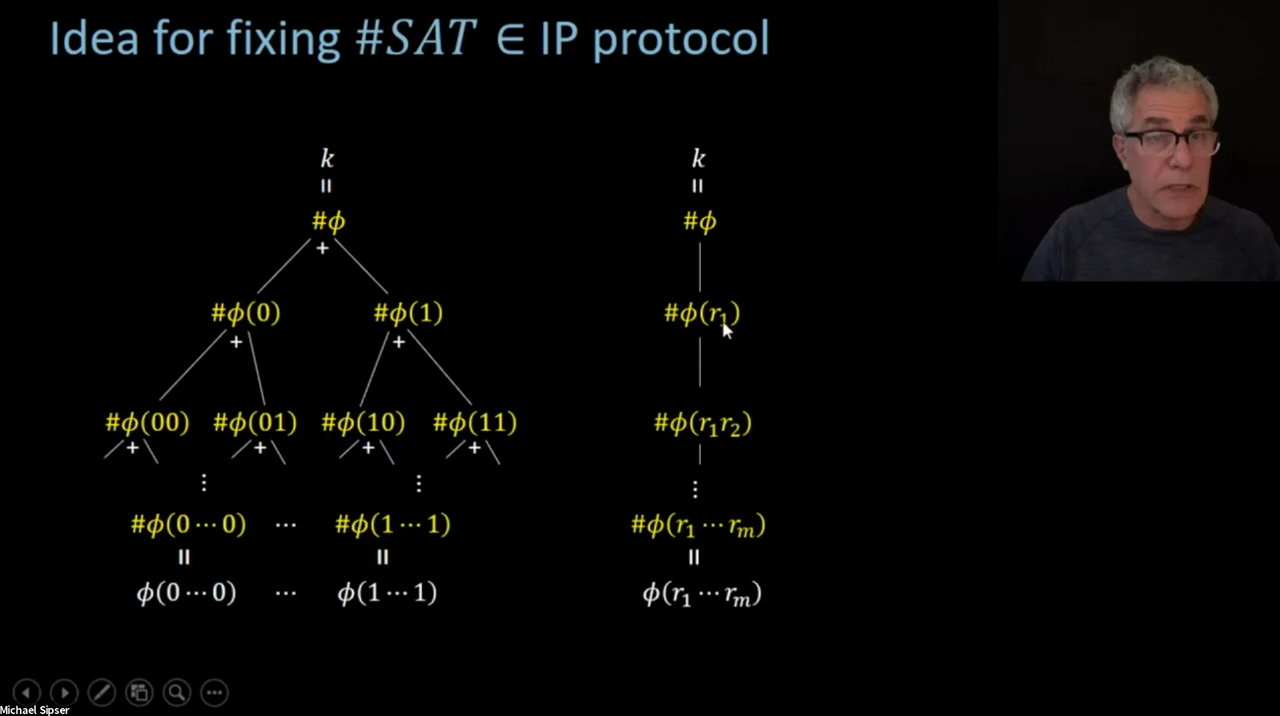 Idea for fixing #SAT ∈ IP protocol
k k
= =
#ϕ #ϕ
+
#ϕ(0) #ϕ(1) #ϕ(r₁)
+ +
#ϕ(00) #ϕ(01) #ϕ(10) #ϕ(11) #ϕ(r₁r₂)
+ + + +
⋮ ⋮ ⋮
#ϕ(0⋯0) ⋯ #ϕ(1⋯1) #ϕ(r₁⋯rₘ)
= = =
ϕ(0⋯0) ⋯ ϕ(1⋯1) ϕ(r₁⋯rₘ)
Michael Sipser